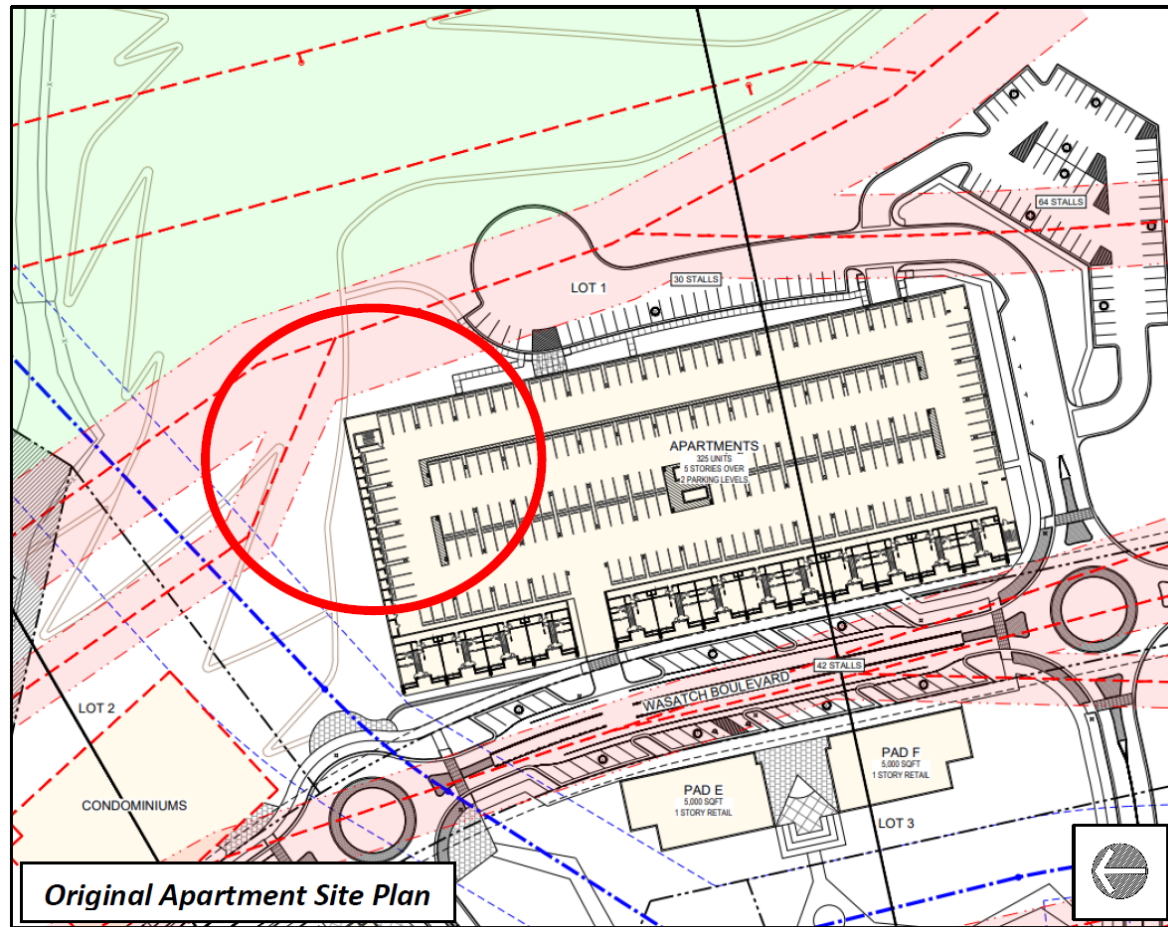 64 STALLS
30 STALLS
LOT 1
APARTMENTS
325 UNITS
5 STORIES OVER
2 PARKING LEVELS
42 STALLS
WASATCH BOULEVARD
LOT 2
CONDOMINIUMS
PAD F
5,000 SQFT
1 STORY RETAIL
PAD E
5,000 SQFT
1 STORY RETAIL
LOT 3
Original Apartment Site Plan